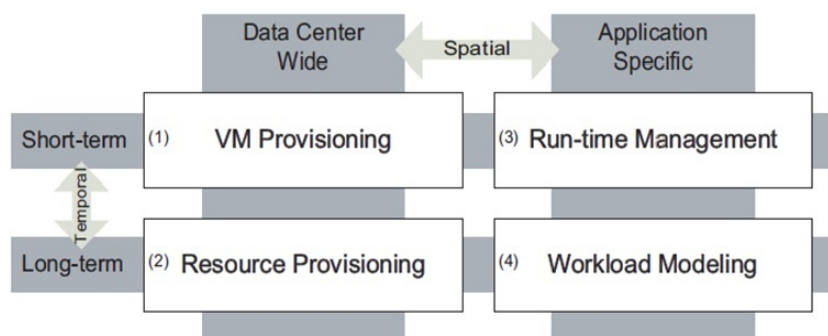 Data Center
Wide
Spatial
Application
Specific
Short-term
(1) VM Provisioning
(3) Run-time Management
Temporal
Long-term
(2) Resource Provisioning
(4) Workload Modeling